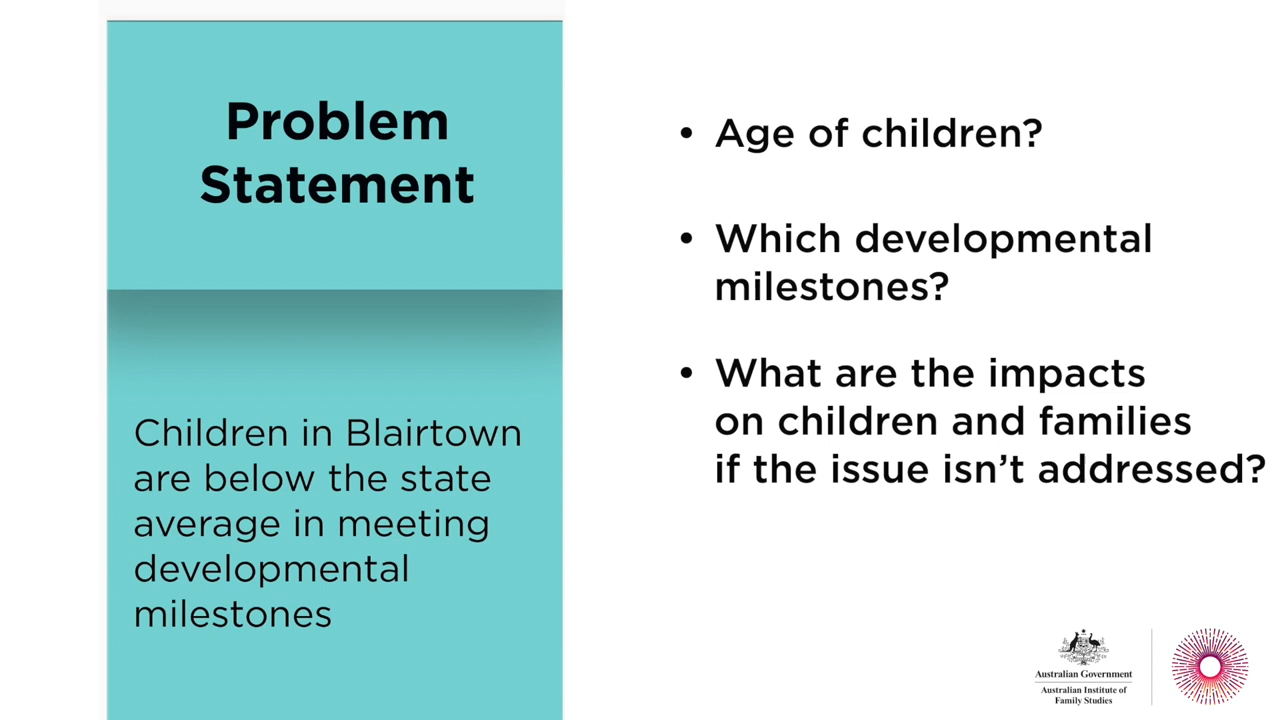 Problem
Statement
Children in Blairtown
are below the state
average in meeting
developmental
milestones
• Age of children?
• Which developmental
milestones?
• What are the impacts
on children and families
if the issue isn’t addressed?
Australian Government
Australian Institute of
Family Studies